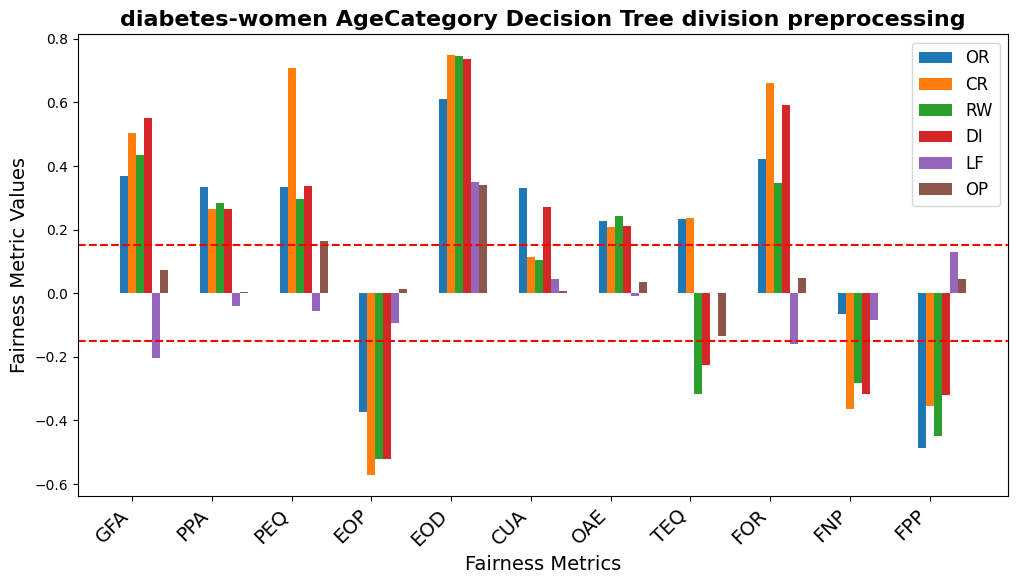 diabetes-women AgeCategory Decision Tree division preprocessing
Fairness Metric Values
0.8
0.6
0.4
0.2
0.0
−0.2
−0.4
−0.6
OR
CR
RW
DI
LF
OP
GFA
PPA
PEQ
EOP
EOD
CUA
OAE
TEQ
FOR
FNP
FPP
Fairness Metrics